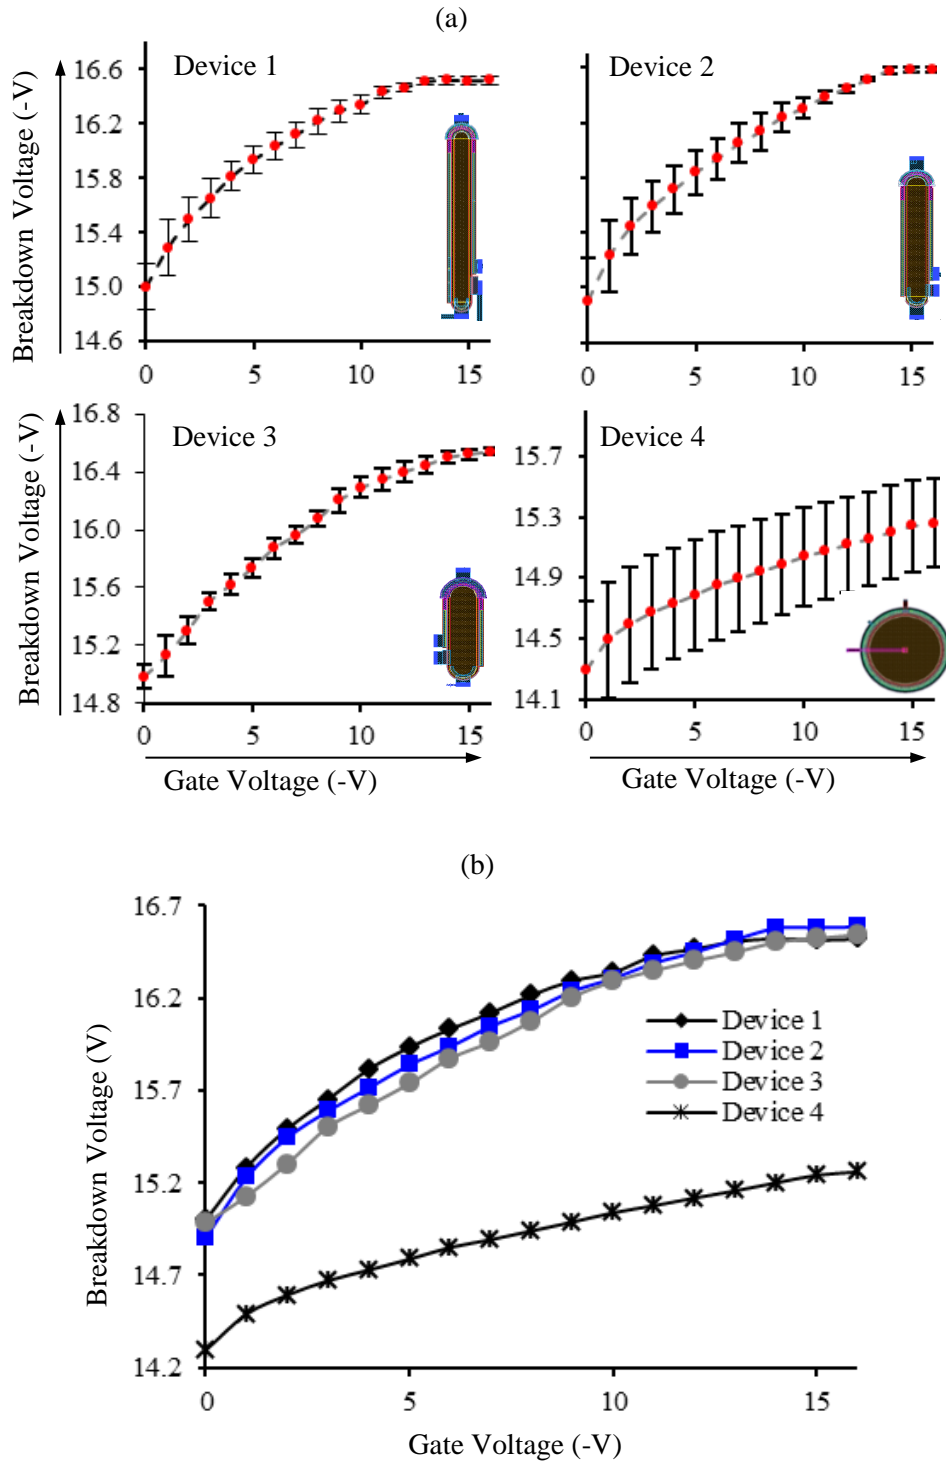 (a)
Device 1
Device 2
Breakdown Voltage (-V)
16.6
16.2
15.8
15.4
15.0
14.6
0
5
10
15
0
5
10
15
Device 3
Device 4
Breakdown Voltage (-V)
16.8
16.4
16.0
15.6
15.2
14.8
15.7
15.3
14.9
14.5
14.1
0
5
10
15
0
5
10
15
Gate Voltage (-V)
Gate Voltage (-V)
(b)
Breakdown Voltage (V)
16.7
16.2
15.7
15.2
14.7
14.2
Device 1
Device 2
Device 3
Device 4
0
5
10
15
Gate Voltage (-V)